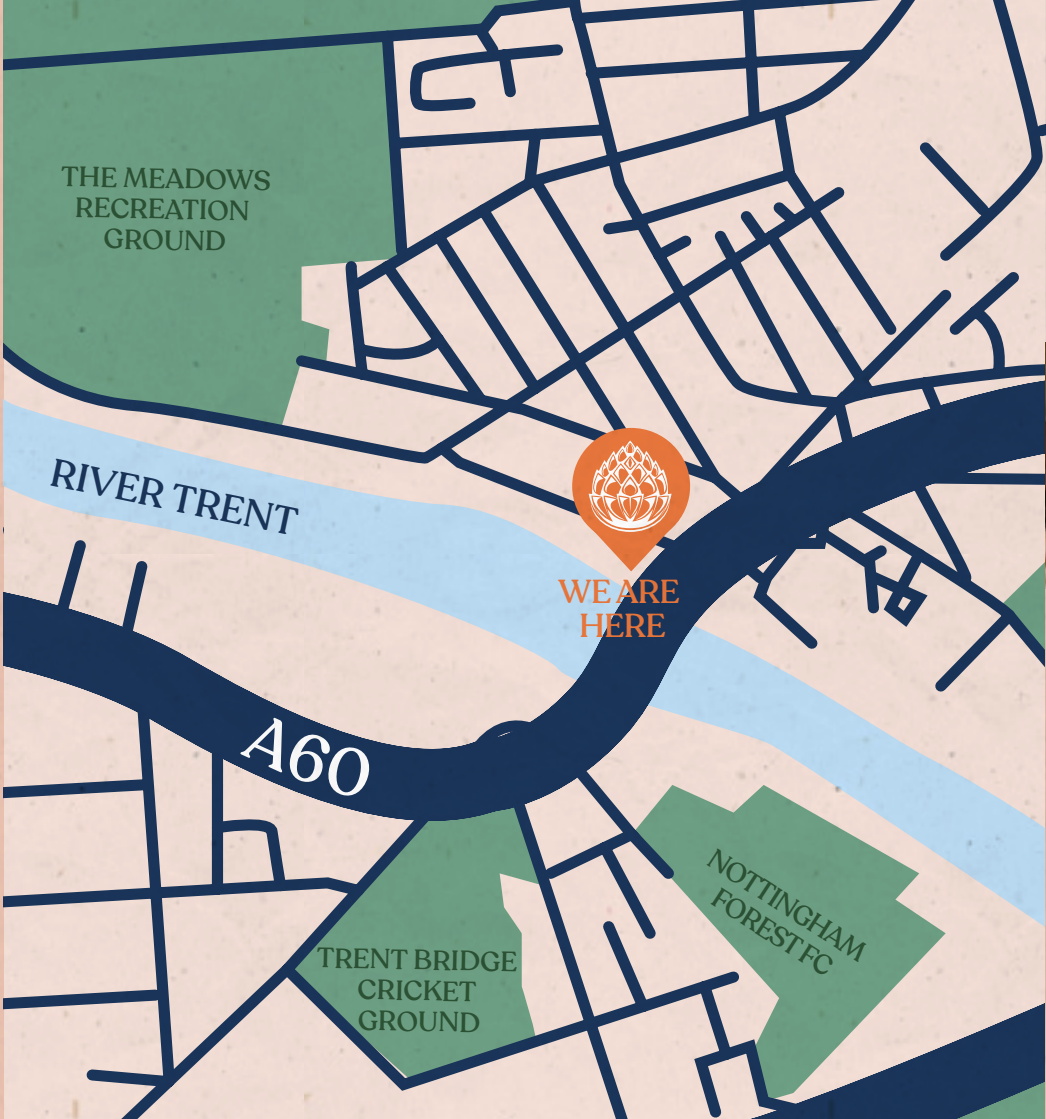 THE MEADOWS
RECREATION
GROUND
RIVER TRENT
WE ARE
HERE
A60
NOTTINGHAM
FOREST FC
TRENT BRIDGE
CRICKET
GROUND